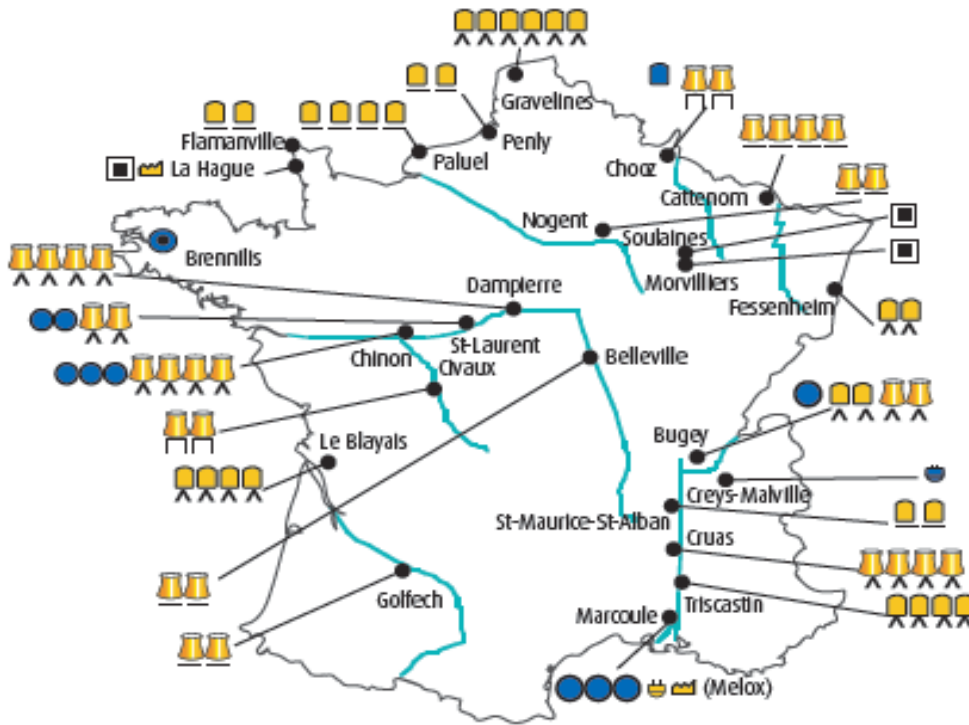 Gravelines
Flamanville
Penly
Paluel
La Hague
Chooz
Cattenom
Nogent
Soulaines
Brennilis
Morvilliers
Dampierre
Fessenheim
St-Laurent
Chinon
Belleville
Civaux
Bugey
Le Blayais
Creys-Malville
St-Maurice-St-Alban
Cruas
Golfech
Triscastin
Marcoule
(Melox)